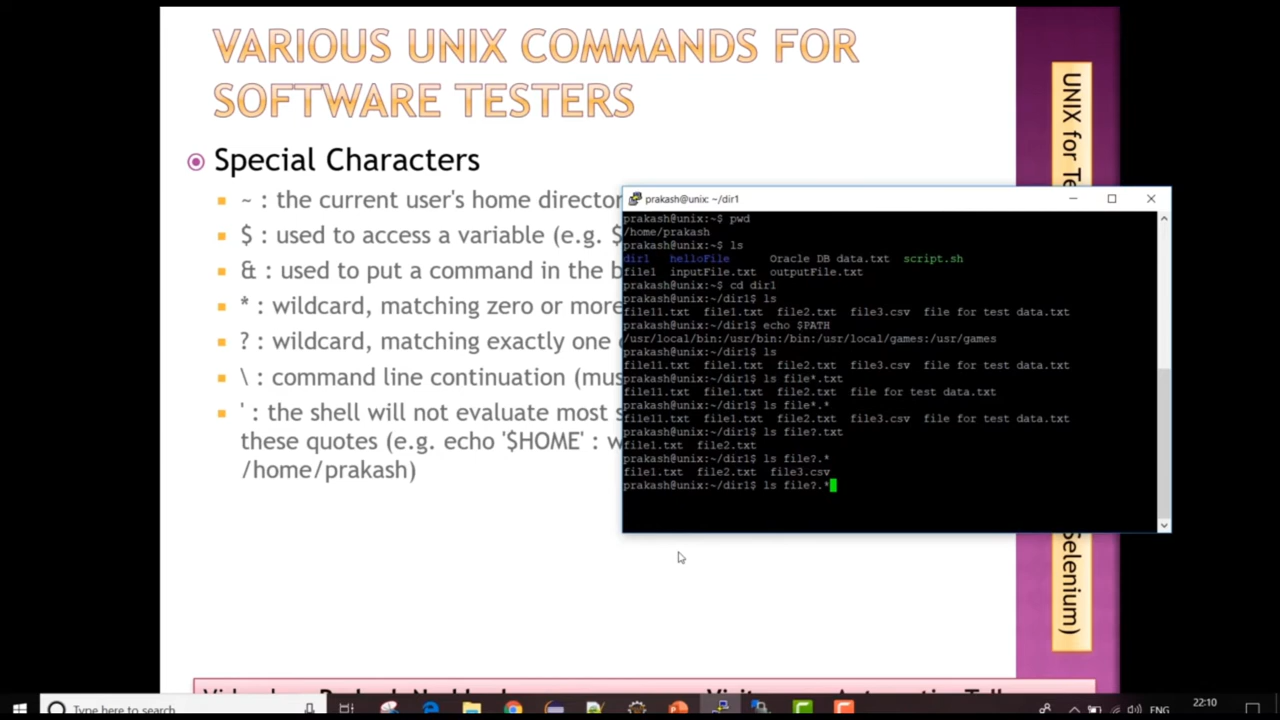 VARIOUS UNIX COMMANDS FOR
SOFTWARE TESTERS
Special Characters
~ : the current user's home director
$ : used to access a variable (e.g. $
& : used to put a command in the b
* : wildcard, matching zero or more
? : wildcard, matching exactly one
\ : command line continuation (mus
' : the shell will not evaluate most s
these quotes (e.g. echo '$HOME' : w
/home/prakash)
UNIX for Te
Selenium)
prakash@unix: ~/dir1
prakash@unix:~$ pwd
/home/prakash
prakash@unix:~$ ls
dir1 helloFile Oracle DB data.txt script.sh
file1 inputFile.txt outputFile.txt
prakash@unix:~$ cd dir1
prakash@unix:~/dir1$ ls
file11.txt file1.txt file2.txt file3.csv file for test data.txt
prakash@unix:~/dir1$ echo $PATH
/usr/local/bin:/usr/bin:/bin:/usr/local/games:/usr/games
prakash@unix:~/dir1$ ls
file11.txt file1.txt file2.txt file3.csv file for test data.txt
prakash@unix:~/dir1$ ls file*.txt
file11.txt file1.txt file2.txt file for test data.txt
prakash@unix:~/dir1$ ls file*.*
file11.txt file1.txt file2.txt file3.csv file for test data.txt
prakash@unix:~/dir1$ ls file?.txt
file1.txt file2.txt
prakash@unix:~/dir1$ ls file?.*
file1.txt file2.txt file3.csv
prakash@unix:~/dir1$ ls file?.*
Type here to search
ENG
22:10